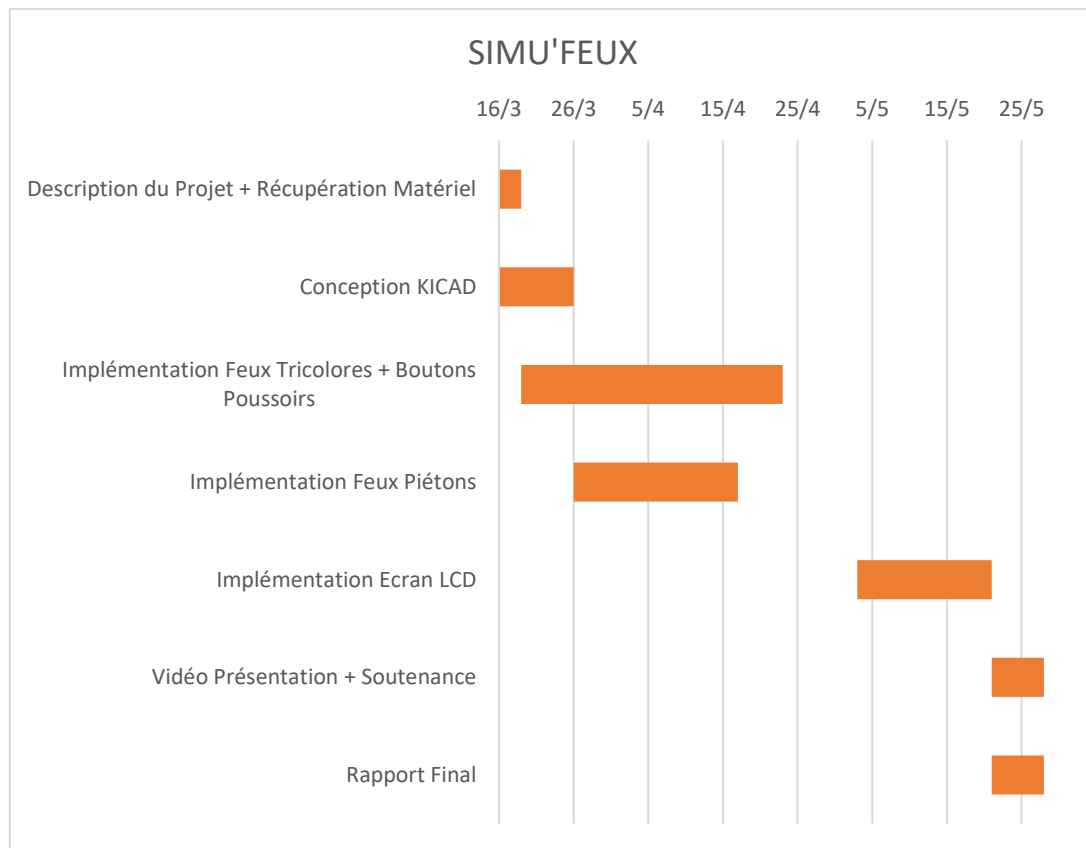 SIMU'FEUX
16/3 26/3 5/4 15/4 25/4 5/5 15/5 25/5
Description du Projet + Récupération Matériel
Conception KICAD
Implémentation Feux Tricolores + Boutons
Poussoirs
Implémentation Feux Piétons
Implémentation Ecran LCD
Vidéo Présentation + Soutenance
Rapport Final